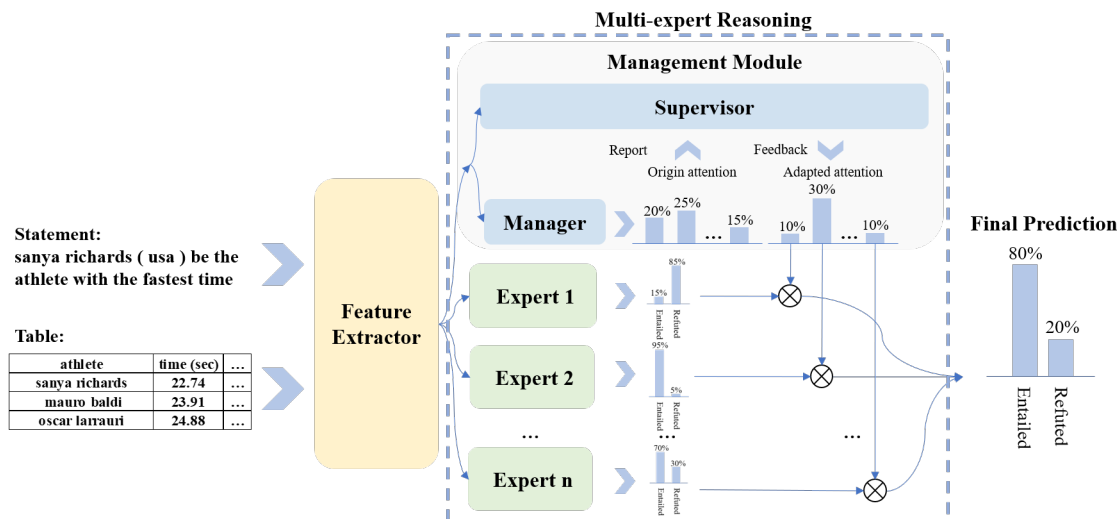 Multi-expert Reasoning
Management Module
Supervisor
Report
Feedback
Origin attention
Adapted attention
Manager
20%
25%
...
15%
10%
30%
...
10%
Statement:
sanya richards ( usa ) be the
athlete with the fastest time
Table:
athlete time (sec) ...
sanya richards 22.74 ...
mauro baldi 23.91 ...
oscar larrauri 24.88 ...
Feature
Extractor
Expert 1
15%
85%
Entailed
Refuted
Expert 2
95%
5%
Entailed
Refuted
...
...
...
Expert n
70%
30%
Entailed
Refuted
Final Prediction
80%
20%
Entailed
Refuted